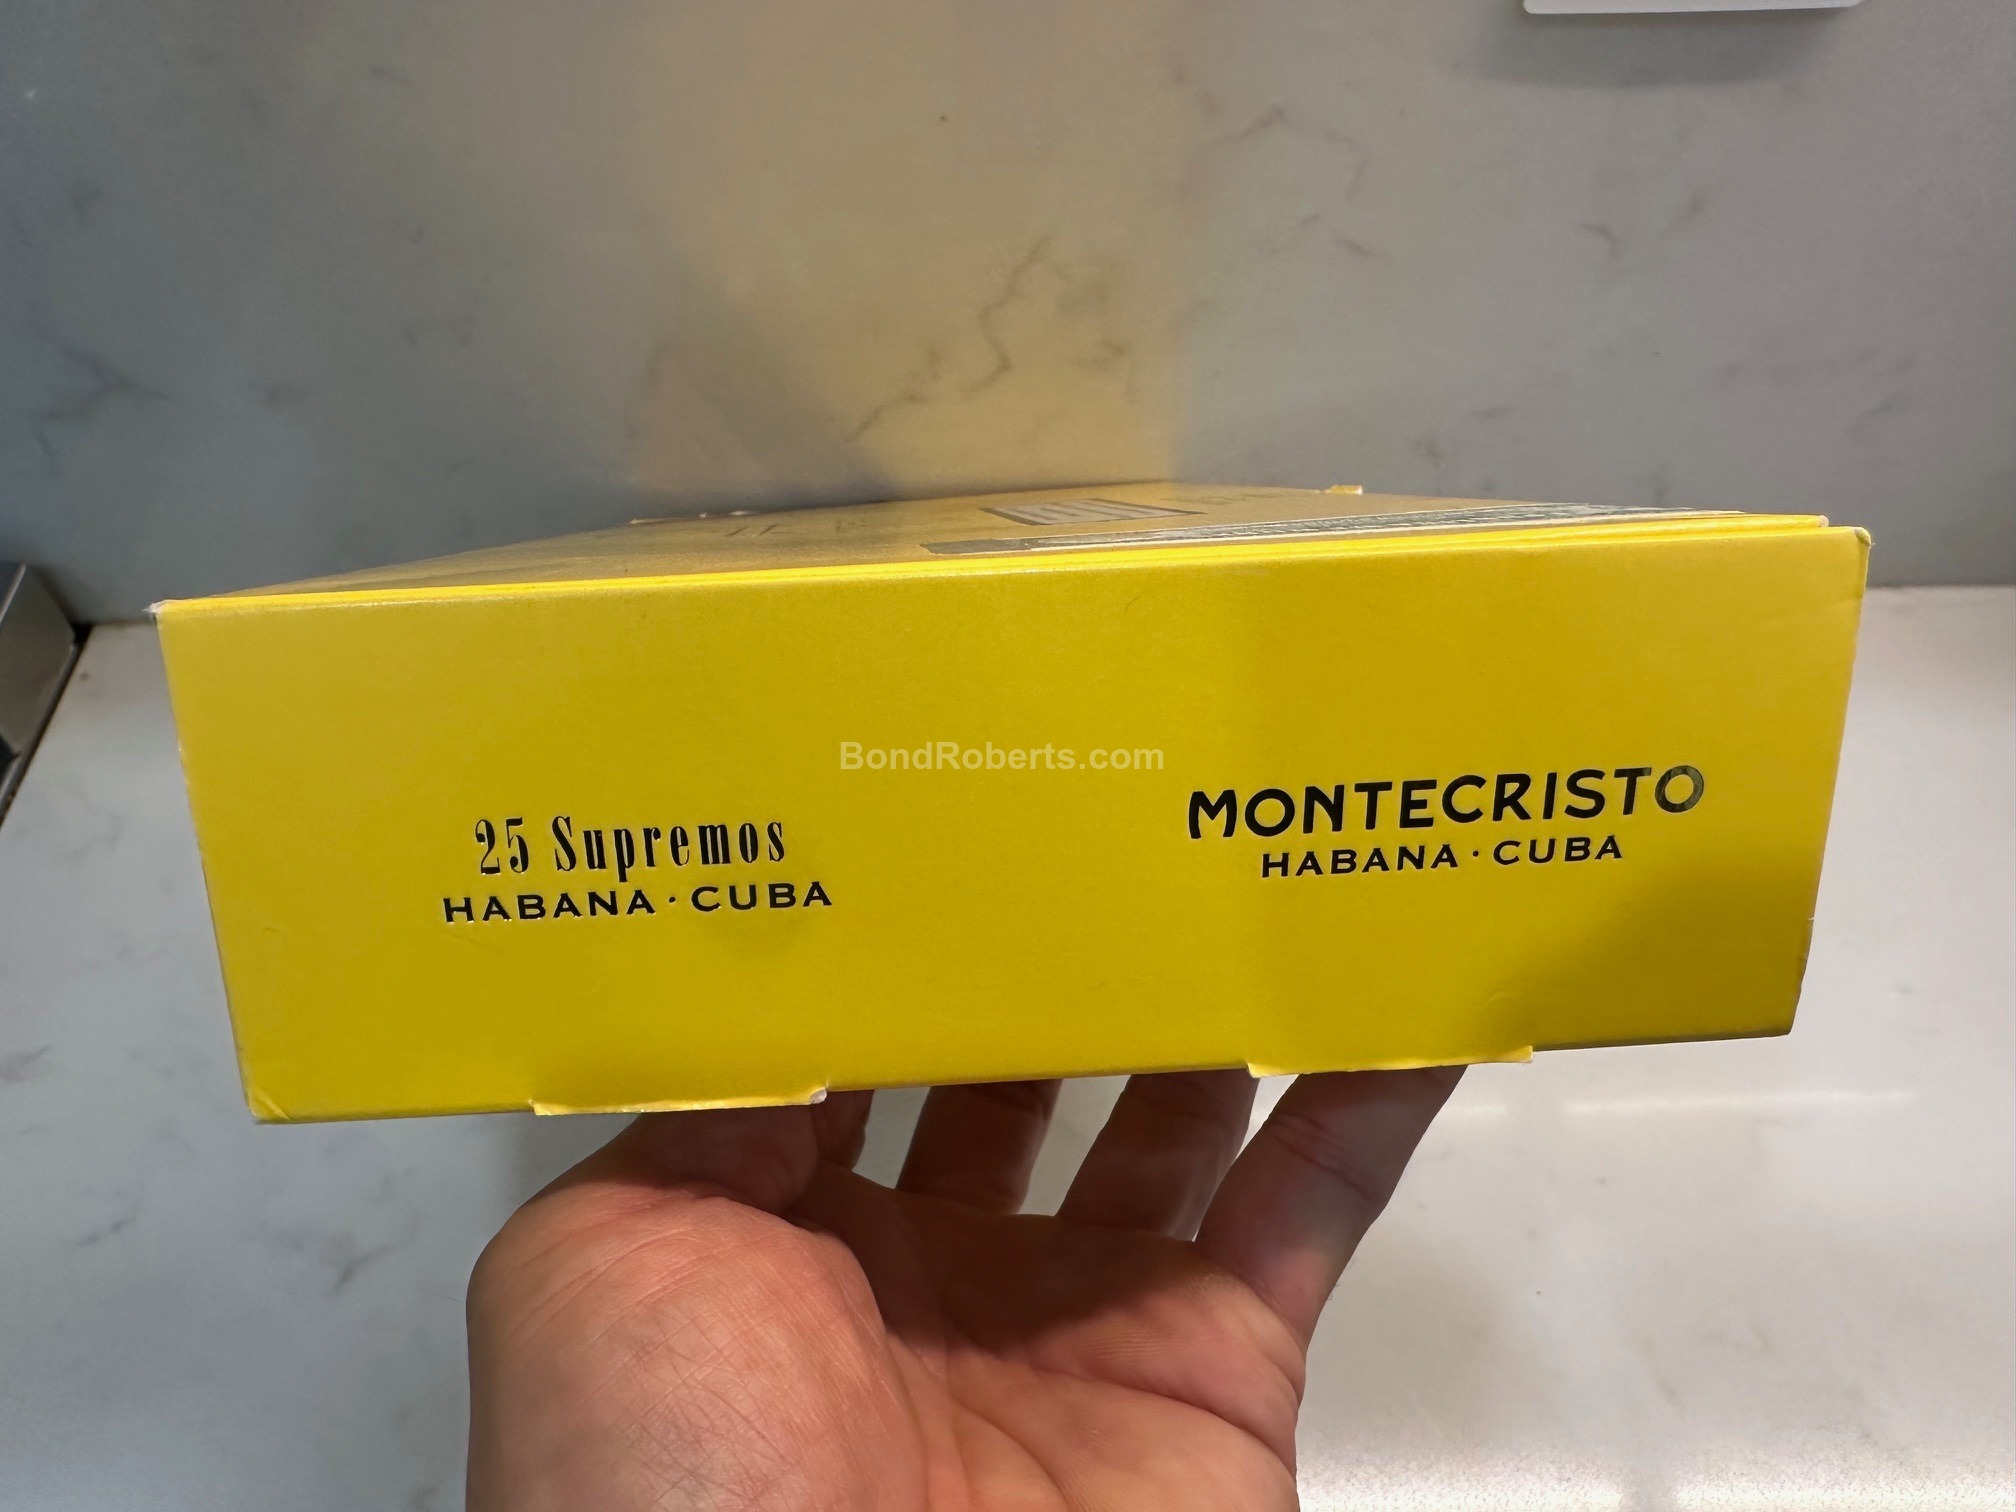 BondRoberts.com
25 Supremos
HABANA · CUBA
MONTECRISTO
HABANA · CUBA